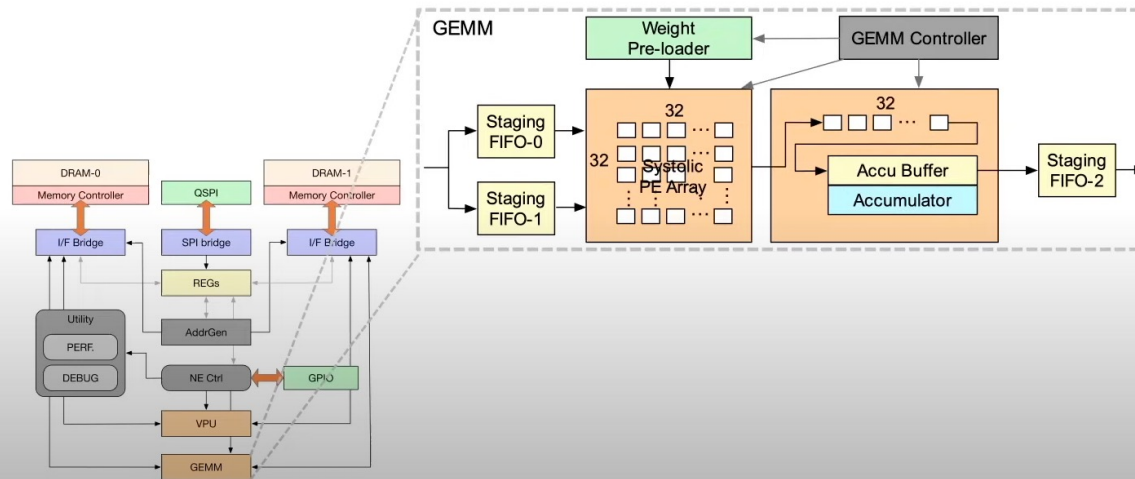 GEMM
Weight
Pre-loader
GEMM Controller
Staging
FIFO-0
Staging
FIFO-1
32
32
Systolic
PE Array
32
Accu Buffer
Accumulator
Staging
FIFO-2
DRAM-0
Memory Controller
QSPI
DRAM-1
Memory Controller
I/F Bridge
SPI bridge
I/F Bridge
REGs
Utility
PERF.
DEBUG
AddrGen
NE Ctrl
GPIO
VPU
GEMM